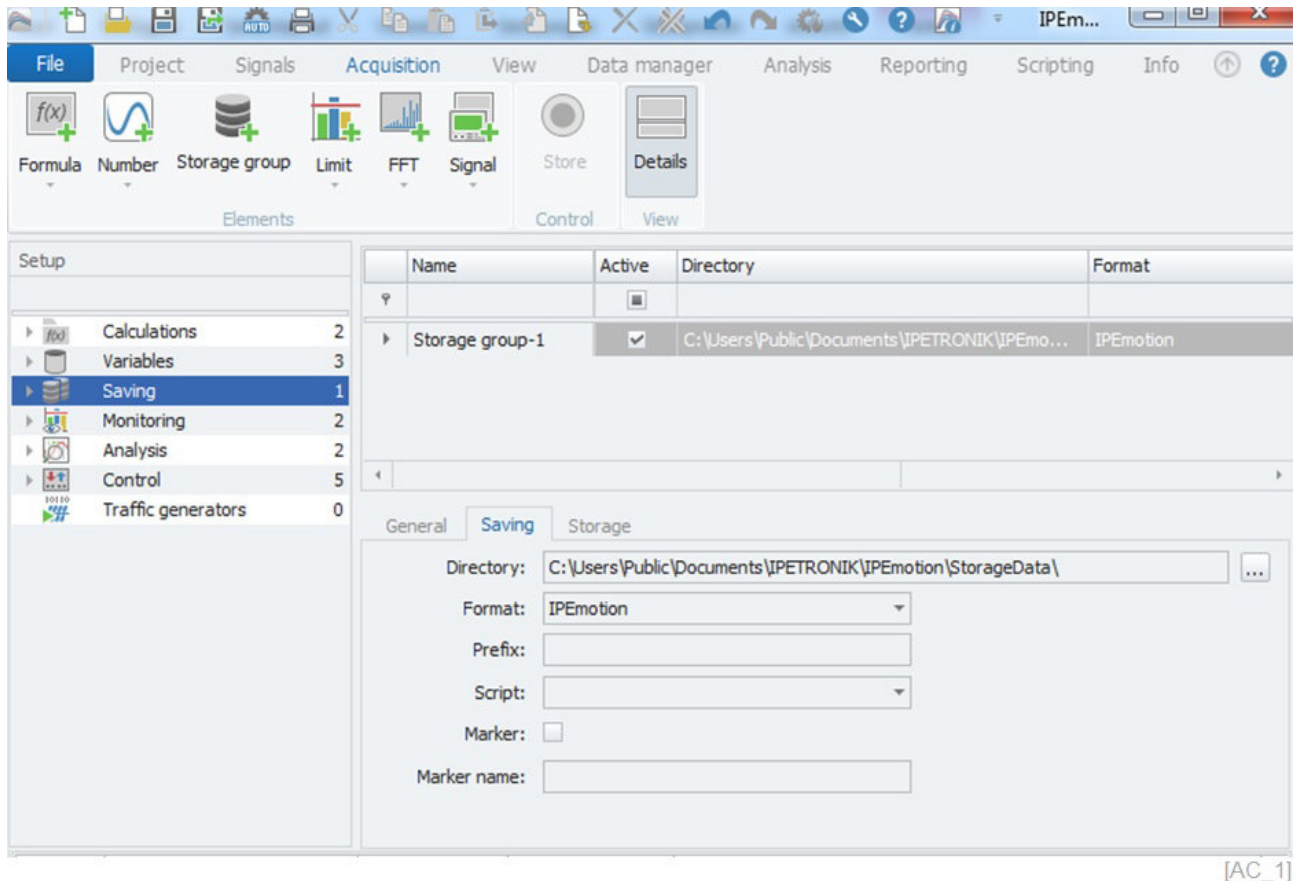 AUTO
IPEm...
File Project Signals Acquisition View Data manager Analysis Reporting Scripting Info
f(x)
Formula Number Storage group Limit FFT Signal Store Details
Elements Control View
Setup
Name Active Directory Format
Storage group-1 C:\Users\Public\Documents\IPETRONIK\IPEmo... IPEmotion
f(x) Calculations 2
Variables 3
Saving 1
Monitoring 2
Analysis 2
Control 5
10110
Traffic generators 0
General Saving Storage
Directory: C:\Users\Public\Documents\IPETRONIK\IPEmotion\StorageData\
...
Format: IPEmotion
Prefix:
Script:
Marker:
Marker name:
[AC_1]